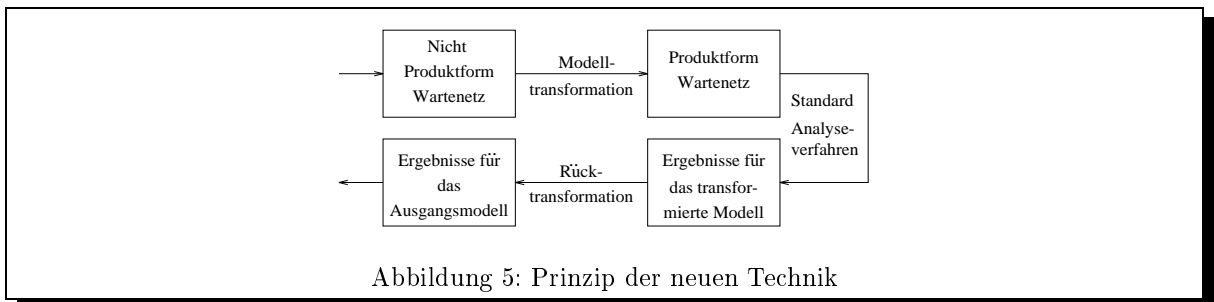 Nicht
Produktform
Wartenetz
Modell-
transformation
Produktform
Wartenetz
Standard
Analyse-
verfahren
Ergebnisse für
das transfor-
mierte Modell
Rück-
transformation
Ergebnisse für
das
Ausgangsmodell
Abbildung 5: Prinzip der neuen Technik